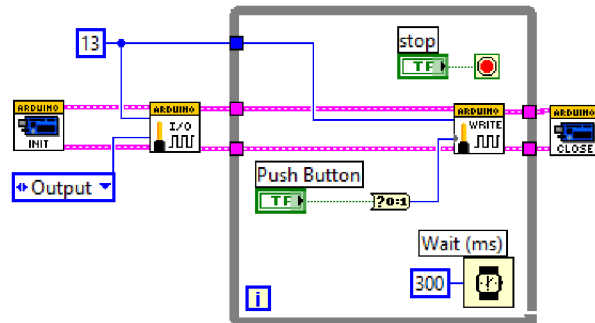 13
stop
TF
ARDUINO
INIT
ARDUINO
I/O
ARDUINO
WRITE
ARDUINO
CLOSE
Output
Push Button
TF
?0:1
Wait (ms)
300
i